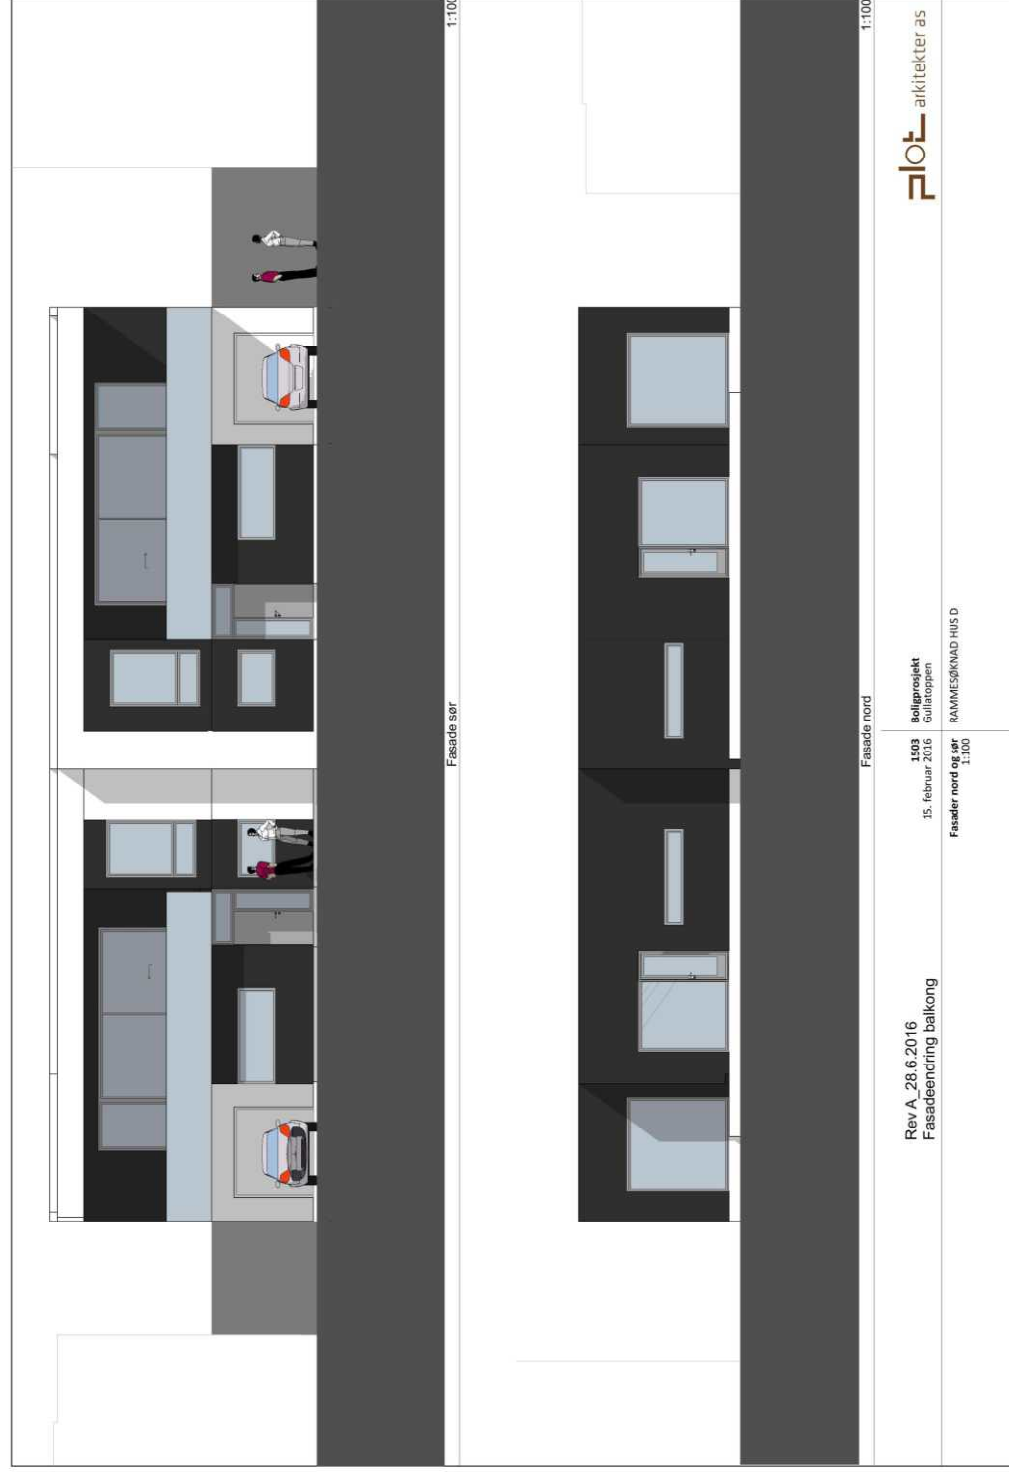 Fasade sør
1:100
Fasade nord
1:100
Rev A_28.6.2016
Fasadeendring balkong
1503 Boligprosjekt
15. februar 2016 Gullatoppen
Fasader nord og sør RAMMESØKNAD HUS D
1:100
plot arkitekter as